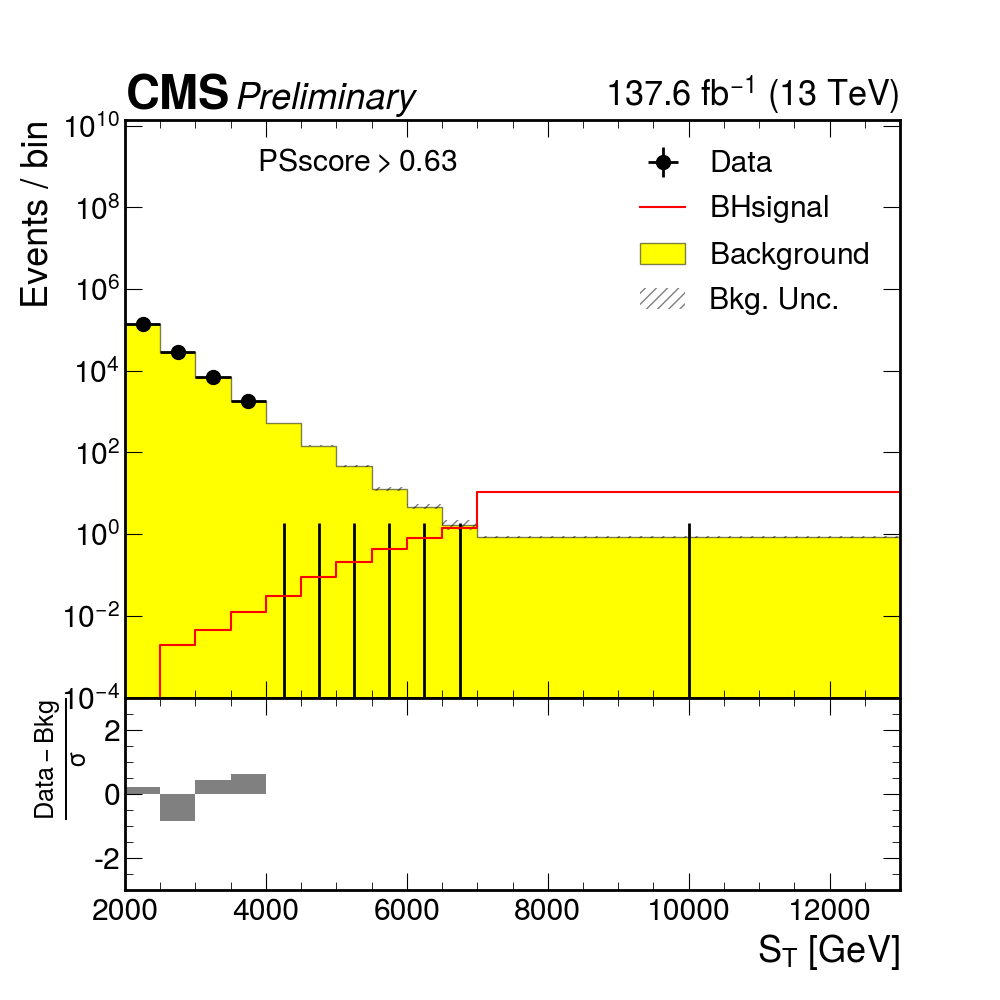 CMS Preliminary 137.6 fb⁻¹ (13 TeV)
Events / bin
PSscore > 0.63
Data
BHsignal
Background
Bkg. Unc.
10¹⁰
10⁸
10⁶
10⁴
10²
10⁰
10⁻²
10⁻⁴
Data − Bkg
σ
2
0
-2
2000 4000 6000 8000 10000 12000
S_T [GeV]